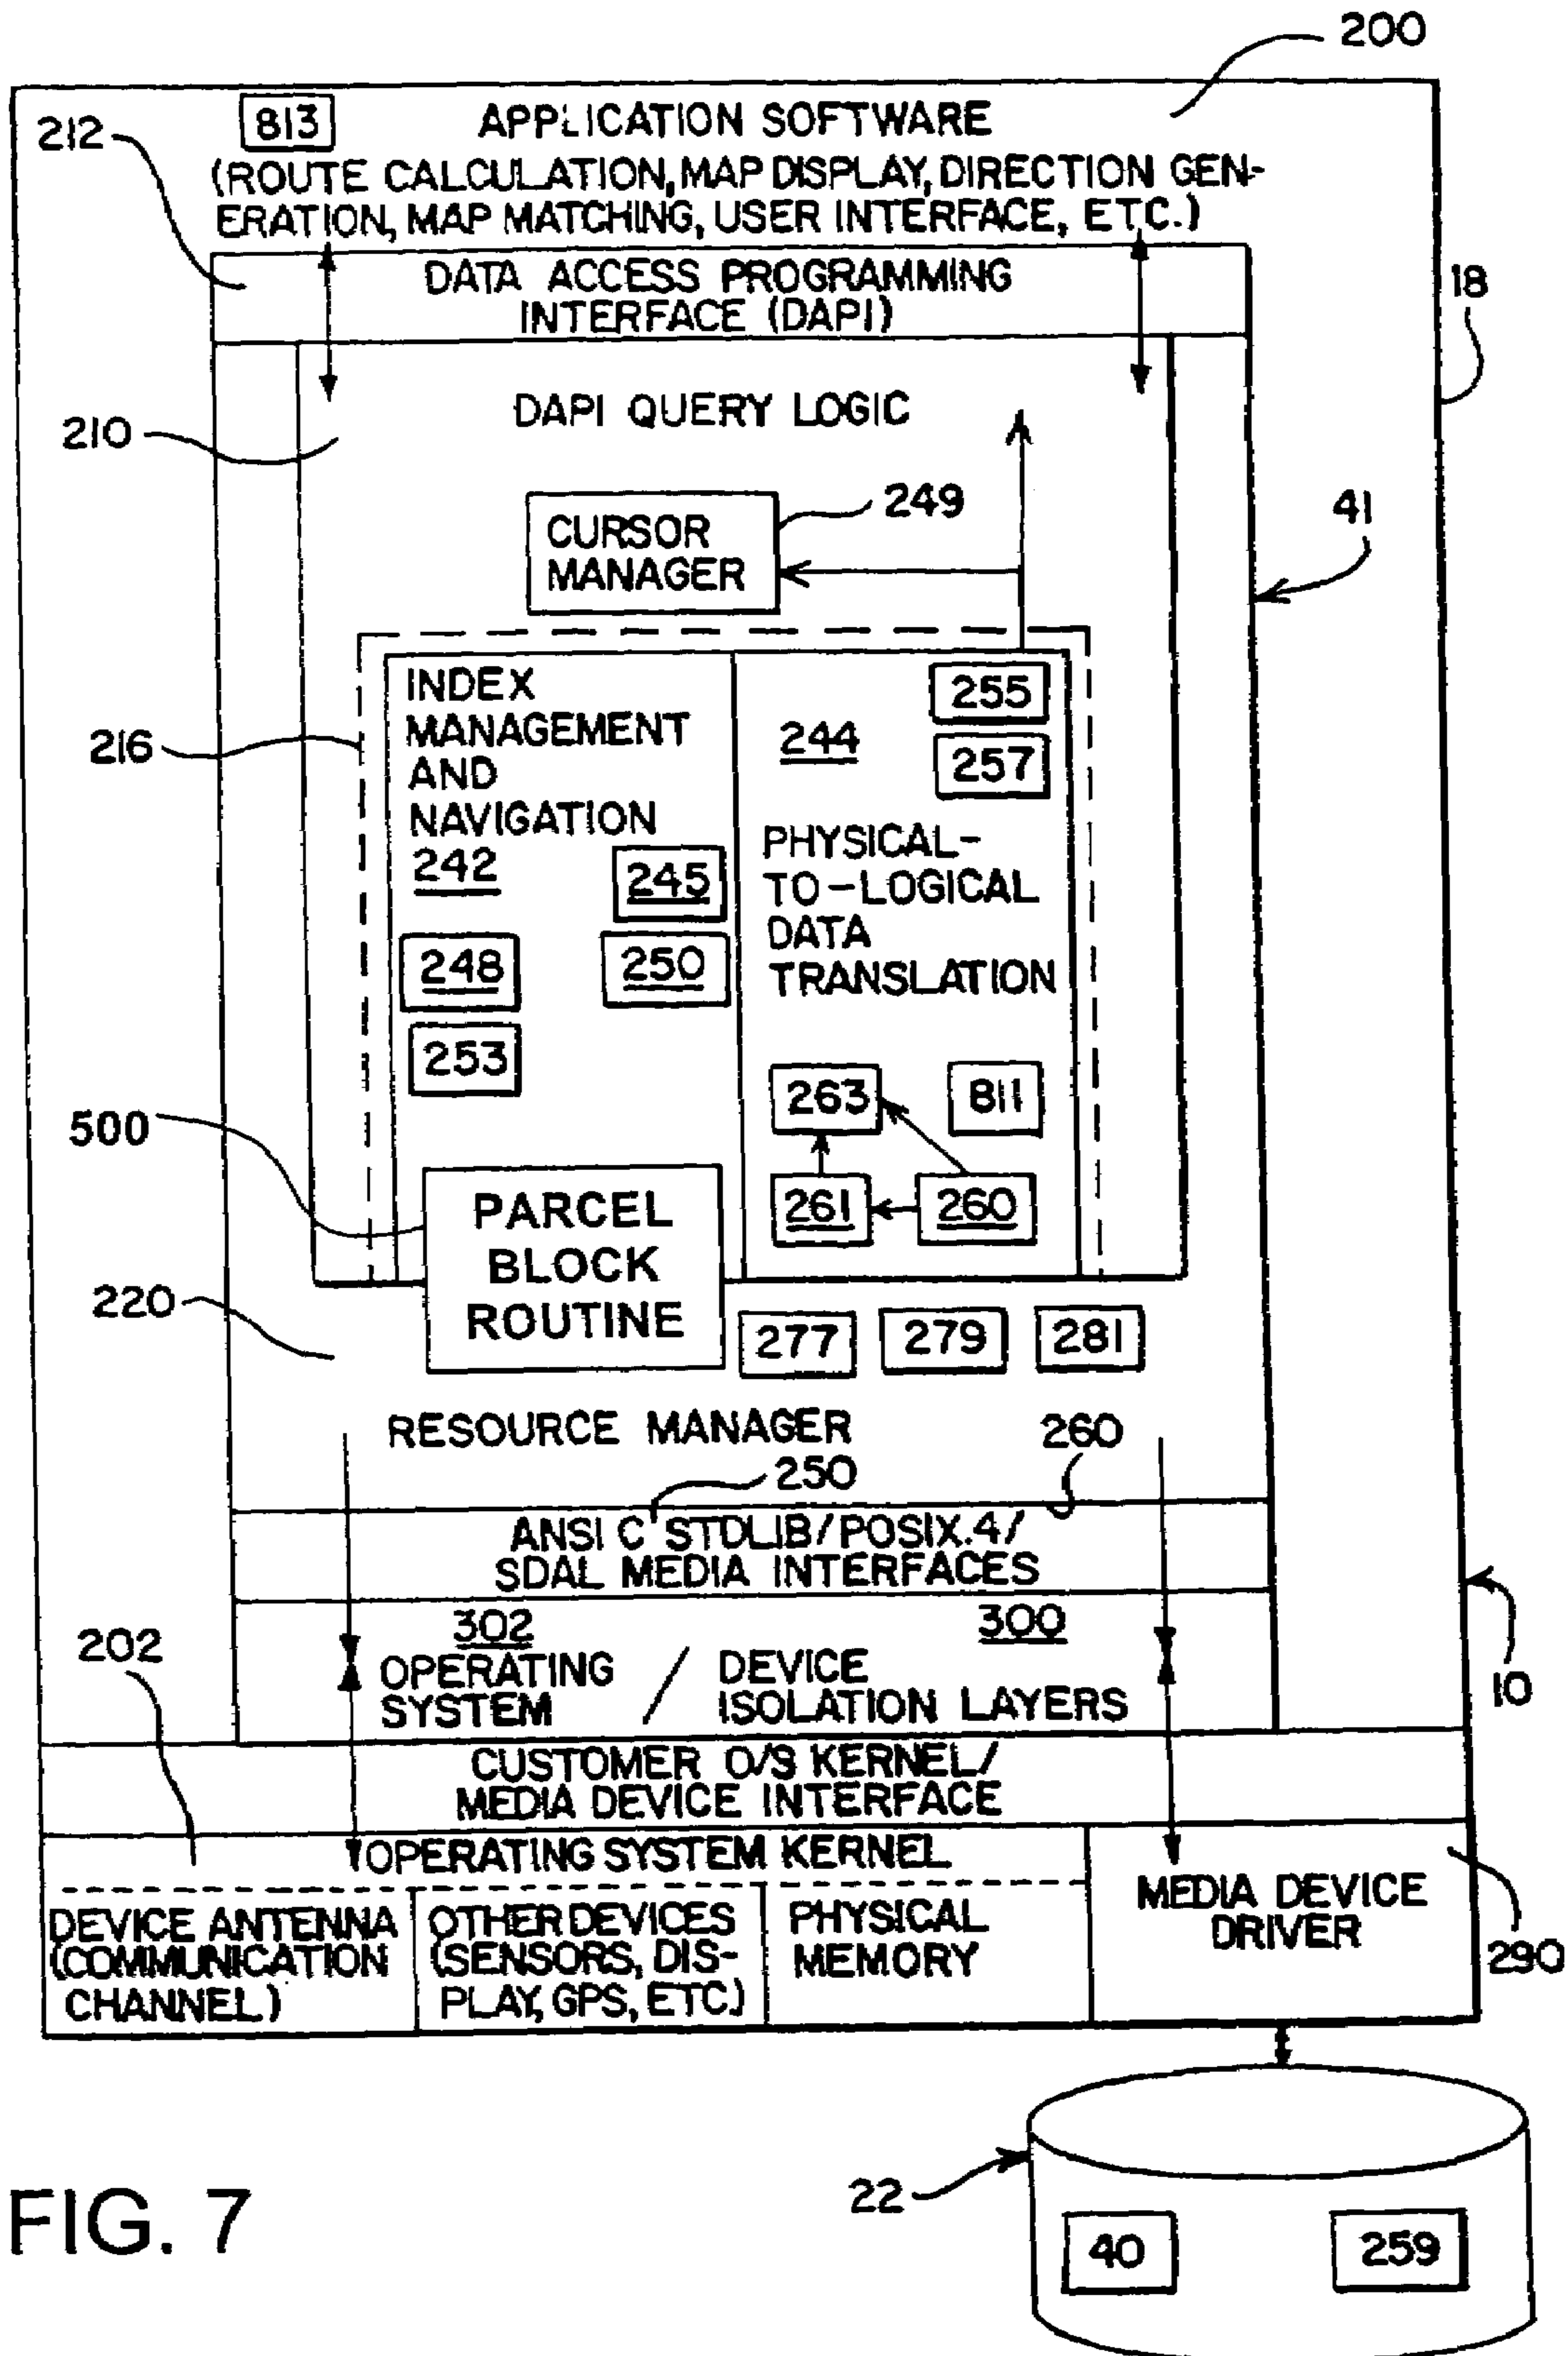 200
813 APPLICATION SOFTWARE
212
(ROUTE CALCULATION, MAP DISPLAY, DIRECTION GEN-
ERATION, MAP MATCHING, USER INTERFACE, ETC.)
DATA ACCESS PROGRAMMING
INTERFACE (DAPI)
18
DAPI QUERY LOGIC
210
249
41
CURSOR
MANAGER
216
INDEX
MANAGEMENT
AND
NAVIGATION
242
245
248
250
253
255
244
257
PHYSICAL-
TO-LOGICAL
DATA
TRANSLATION
263
811
261
260
500
PARCEL
BLOCK
ROUTINE
220
277
279
281
RESOURCE MANAGER
250
260
ANSI C STDLIB/POSIX.4/
SDAL MEDIA INTERFACES
302
300
202
OPERATING
SYSTEM
/
DEVICE
ISOLATION LAYERS
10
CUSTOMER O/S KERNEL/
MEDIA DEVICE INTERFACE
OPERATING SYSTEM KERNEL
DEVICE ANTENNA
(COMMUNICATION
CHANNEL)
OTHER DEVICES
(SENSORS, DIS-
PLAY, GPS, ETC.)
PHYSICAL
MEMORY
MEDIA DEVICE
DRIVER
290
22
40
259
FIG. 7